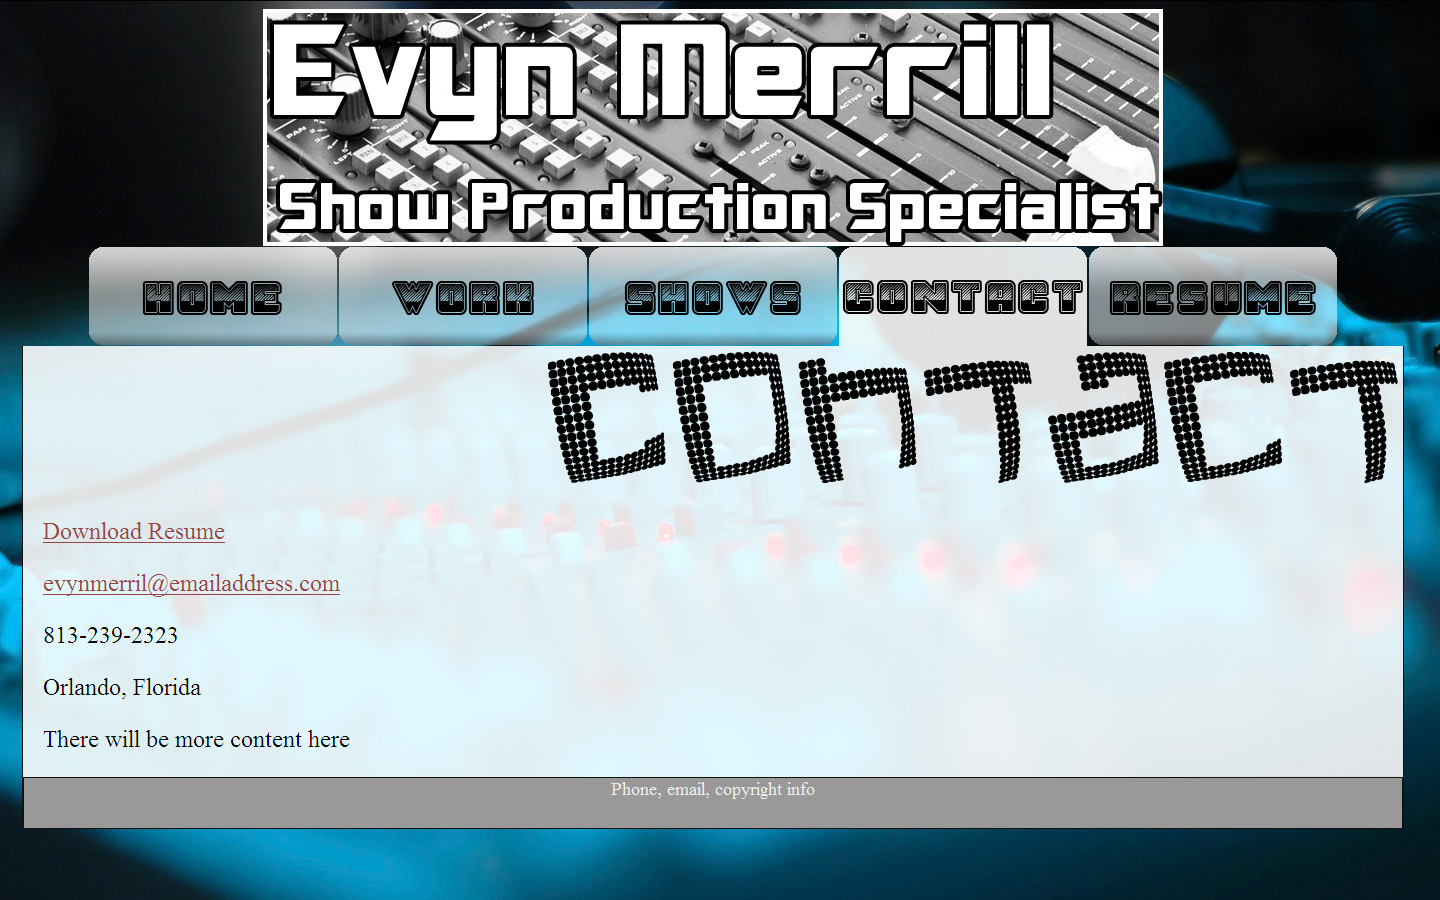 Evyn Merrill
Show Production Specialist
HOME WORK SHOWS CONTACT RESUME
Contact
Download Resume
evynmerril@emailaddress.com
813-239-2323
Orlando, Florida
There will be more content here
Phone, email, copyright info